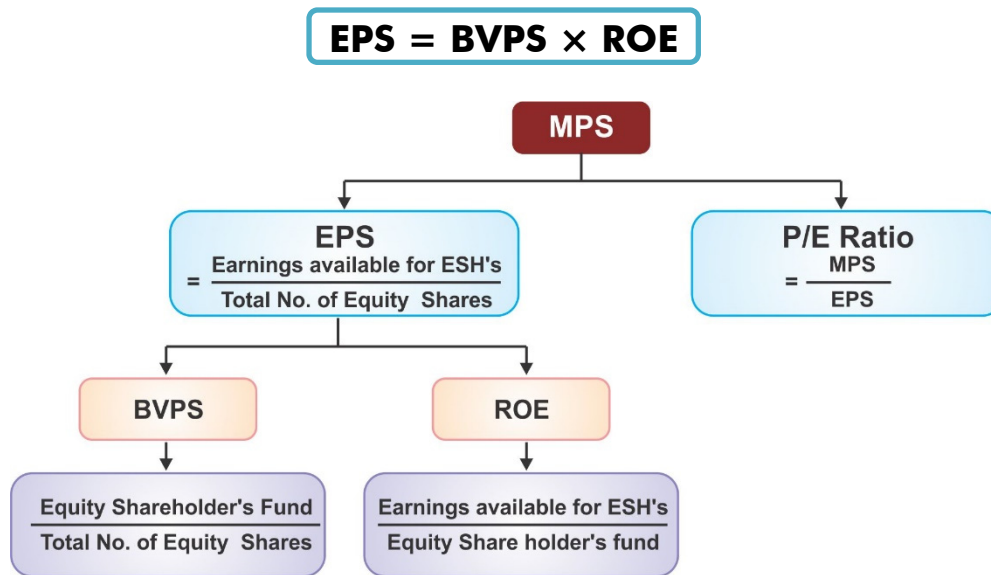 EPS = BVPS × ROE
MPS
EPS
= Earnings available for ESH's
Total No. of Equity Shares
P/E Ratio
= MPS
EPS
BVPS
ROE
Equity Shareholder's Fund
Total No. of Equity Shares
Earnings available for ESH's
Equity Share holder's fund